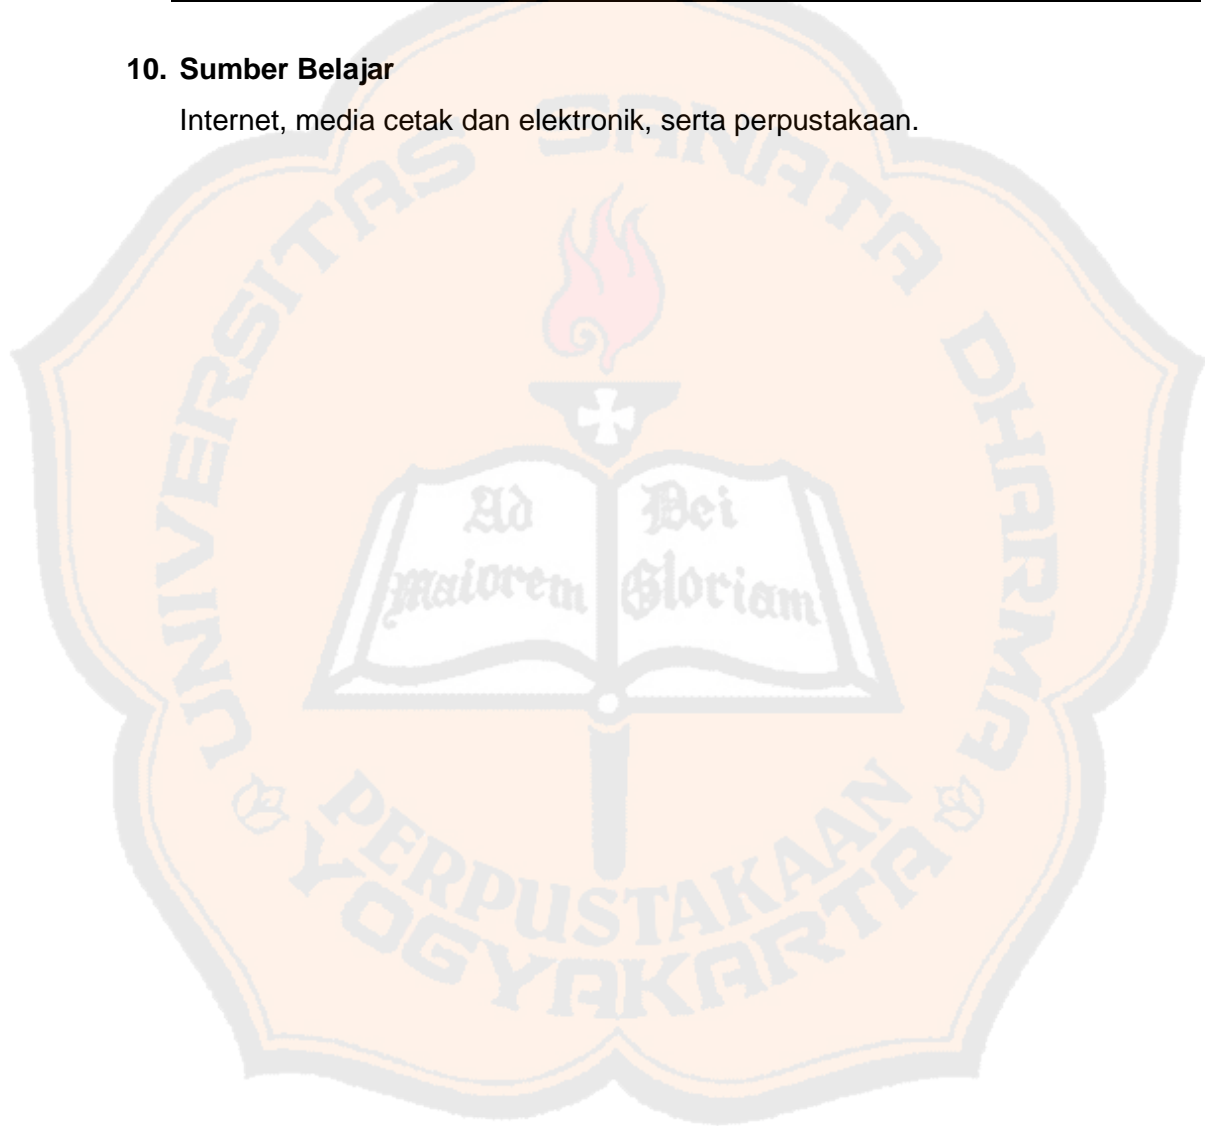 10. Sumber Belajar
Internet, media cetak dan elektronik, serta perpustakaan.
UNIVERSITAS SANATA DHARMA
Ad Dei
Maiorem Gloriam
PERPUSTAKAAN
YOGYAKARTA